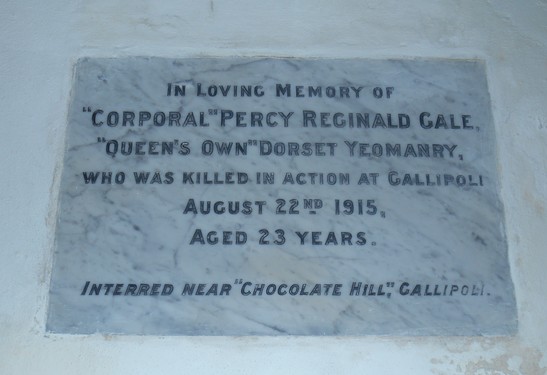 IN LOVING MEMORY OF
"CORPORAL" PERCY REGINALD GALE,
"QUEEN'S OWN" DORSET YEOMANRY,
WHO WAS KILLED IN ACTION AT GALLIPOLI
AUGUST 22ND 1915,
AGED 23 YEARS.
INTERRED NEAR "CHOCOLATE HILL", GALLIPOLI.